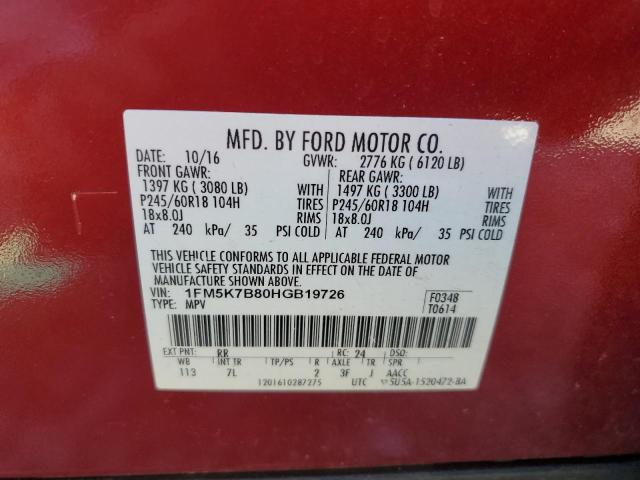 MFD. BY FORD MOTOR CO.
DATE: 10/16 GVWR: 2776 KG ( 6120 LB)
FRONT GAWR: REAR GAWR:
1397 KG ( 3080 LB) WITH 1497 KG ( 3300 LB) WITH
P245/60R18 104H TIRES P245/60R18 104H TIRES
18x8.0J RIMS 18x8.0J RIMS
AT 240 kPa/ 35 PSI COLD AT 240 kPa/ 35 PSI COLD
THIS VEHICLE CONFORMS TO ALL APPLICABLE FEDERAL MOTOR
VEHICLE SAFETY STANDARDS AND BUMPER STANDARDS IN EFFECT
MANUFACTURE SHOWN ABOVE.
VIN: 1FM5K7B80HGB19726 F0348
TYPE: MPV T0614
EXT PNT: RR RC: 24 DSO:
WB INT TR TP/PS R AXLE TR SPR
113 7L 2 3F J AACC
1201610287275 UTC 5U5A-1520472-BA